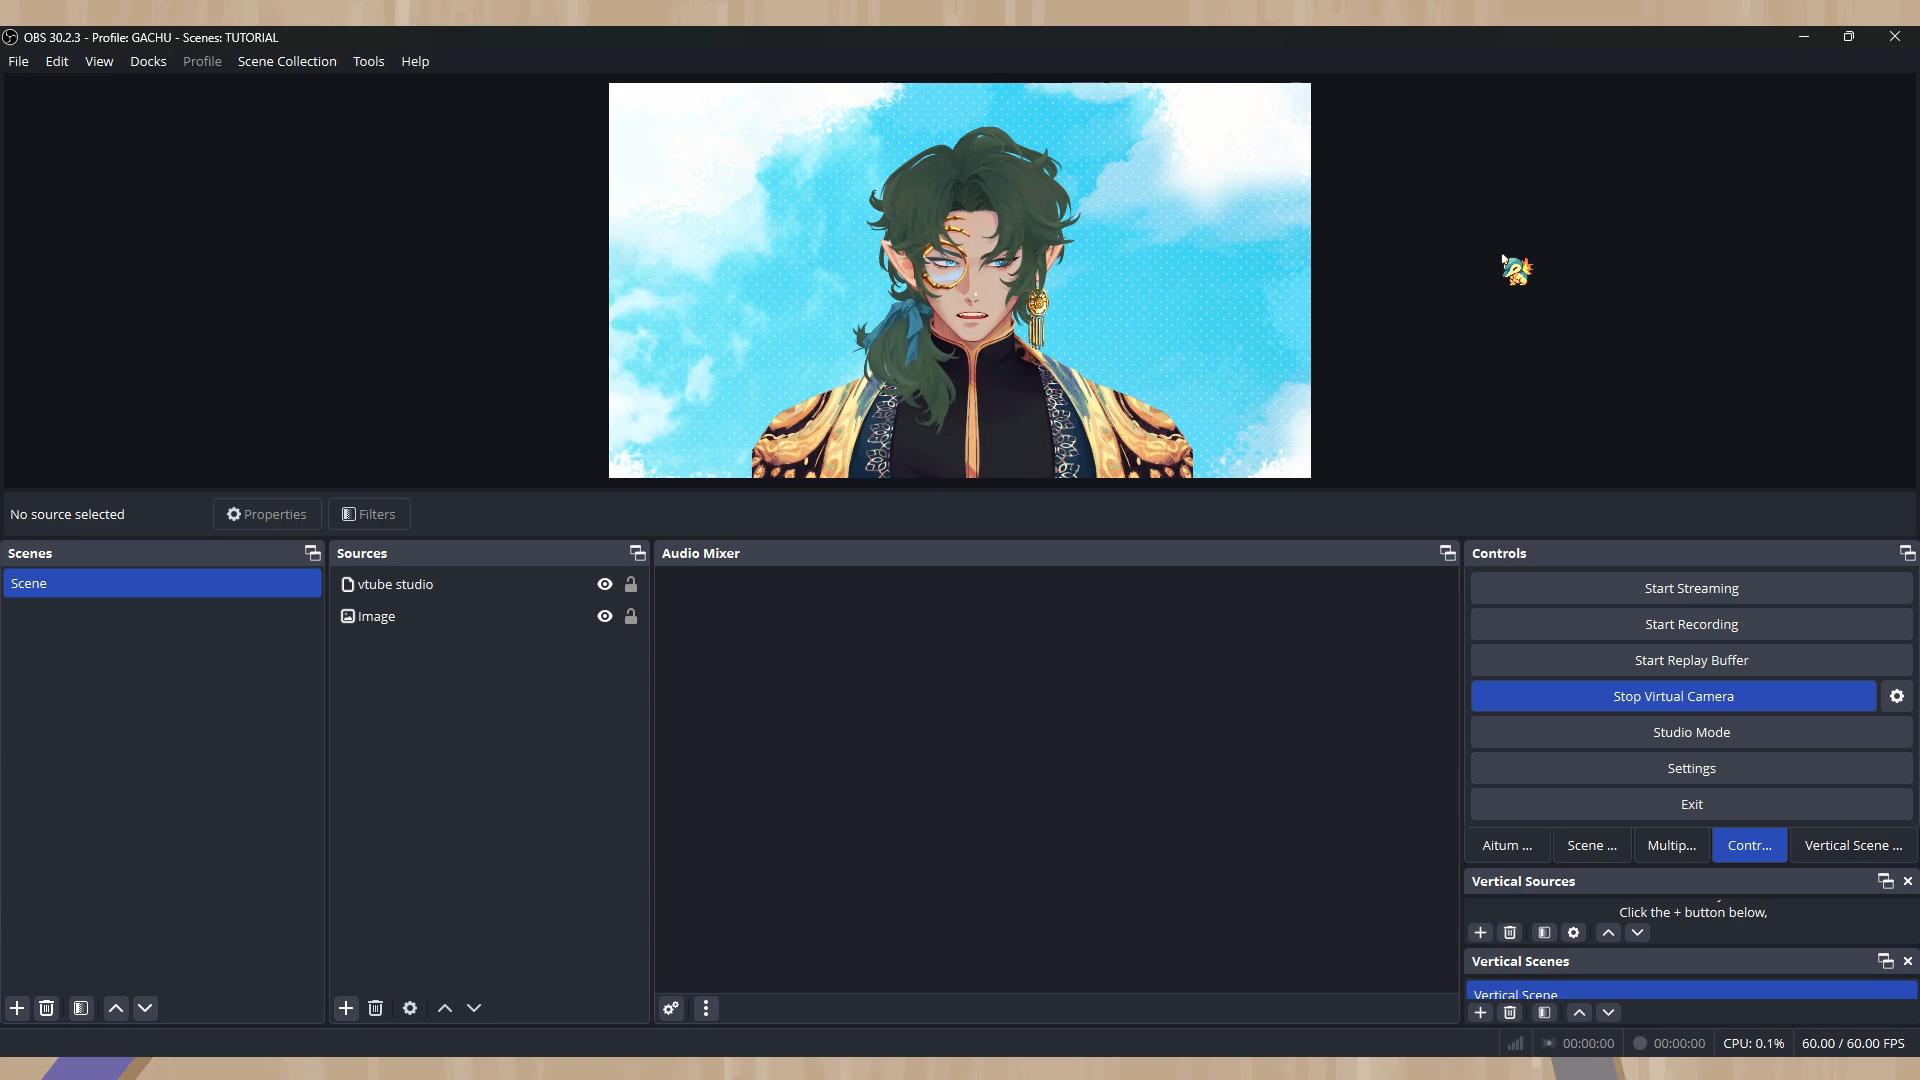 OBS 30.2.3 - Profile: GACHU - Scenes: TUTORIAL
File Edit View Docks Profile Scene Collection Tools Help
No source selected Properties Filters
Scenes
Scene
Sources
vtube studio
Image
Audio Mixer
Controls
Start Streaming
Start Recording
Start Replay Buffer
Stop Virtual Camera
Studio Mode
Settings
Exit
Aitum ... Scene ... Multip... Contr... Vertical Scene ...
Vertical Sources
Click the + button below,
Vertical Scenes
Vertical Scene
00:00:00 00:00:00 CPU: 0.1% 60.00 / 60.00 FPS